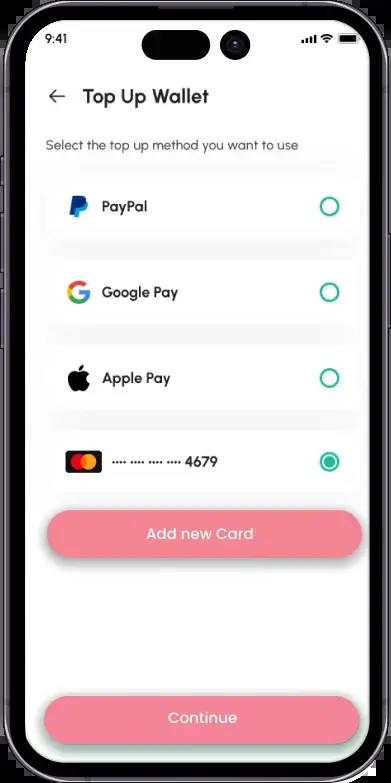 9:41
Top Up Wallet
Select the top up method you want to use
PayPal
Google Pay
Apple Pay
•••• •••• •••• •••• 4679
Add new Card
Continue